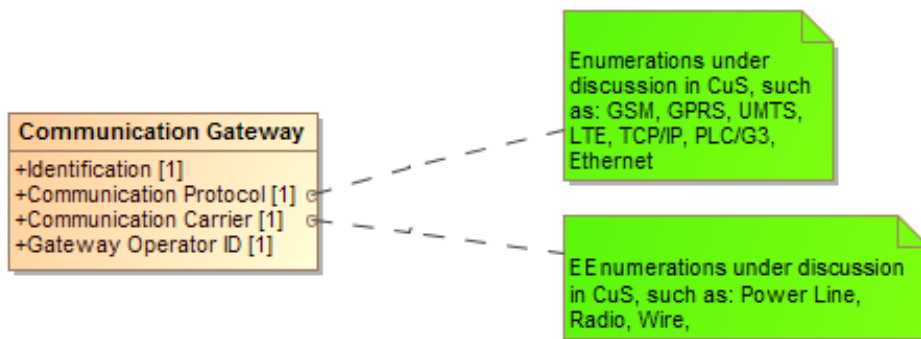 Communication Gateway
+Identification [1]
+Communication Protocol [1]
+Communication Carrier [1]
+Gateway Operator ID [1]
Enumerations under
discussion in CuS, such
as: GSM, GPRS, UMTS,
LTE, TCP/IP, PLC/G3,
Ethernet
EEnumerations under discussion
in CuS, such as: Power Line,
Radio, Wire,